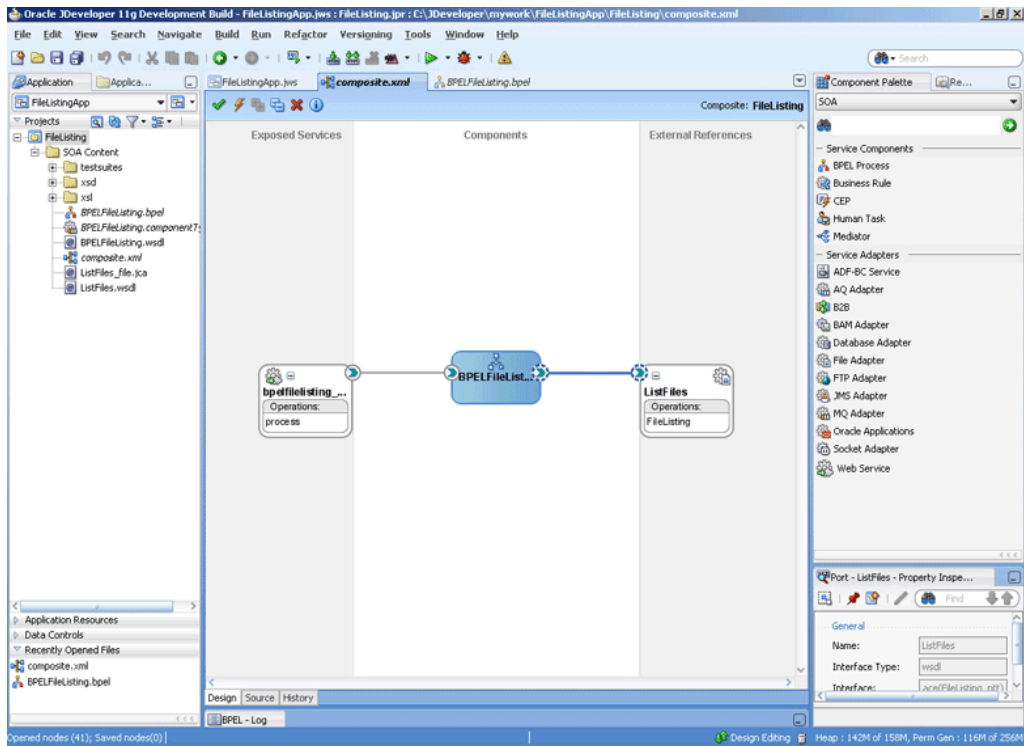 Oracle JDeveloper 11g Development Build - FileListingApp.jws : FileListing.jpr : C:\JDeveloper\mywork\FileListingApp\FileListing\composite.xml
File Edit View Search Navigate Build Run Refactor Versioning Tools Window Help
Search
Application Applica...
FileListingApp
Projects
FileListing
SOA Content
testsuites
xsd
xsl
BPELFileListing.bpel
BPELFileListing.componentT
BPELFileListing.wsdl
composite.xml
ListFiles_file.jca
ListFiles.wsdl
Application Resources
Data Controls
Recently Opened Files
composite.xml
BPELFileListing.bpel
FileListingApp.jws composite.xml BPELFileListing.bpel
Composite: FileListing
Exposed Services Components External References
bpelfilelisting_...
Operations:
process
BPELFileList...
ListFiles
Operations:
FileListing
Design Source History
BPEL - Log
Component Palette Re...
SOA
Service Components
BPEL Process
Business Rule
CEP
Human Task
Mediator
Service Adapters
ADF-BC Service
AQ Adapter
B2B
BAM Adapter
Database Adapter
File Adapter
FTP Adapter
JMS Adapter
MQ Adapter
Oracle Applications
Socket Adapter
Web Service
Port - ListFiles - Property Inspe...
Find
General
Name: ListFiles
Interface Type: wsdl
Interface: ace(FileListing_ptt)
Opened nodes (41); Saved nodes(0) Design Editing Heap : 142M of 158M, Perm Gen : 116M of 256M